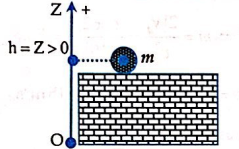 Z +
h = Z > 0
m
O